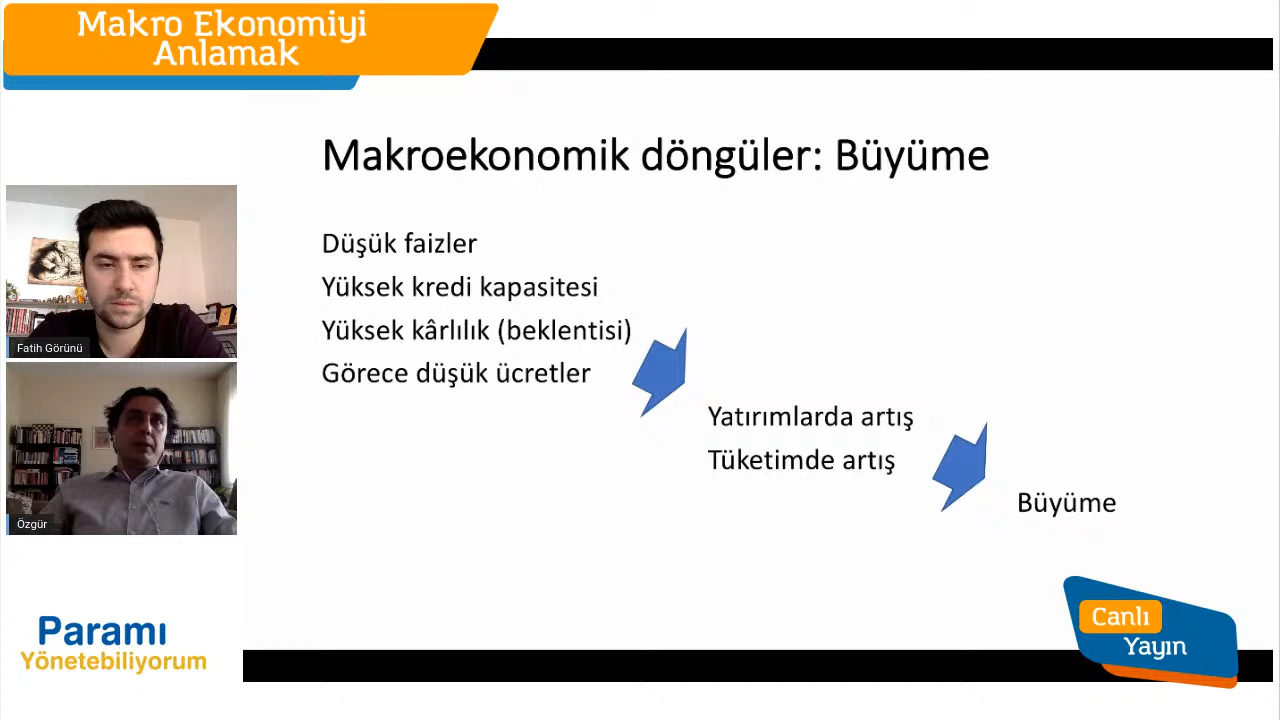 Makro Ekonomiyi
Anlamak
Makroekonomik döngüler: Büyüme
Düşük faizler
Yüksek kredi kapasitesi
Yüksek kârlılık (beklentisi)
Görece düşük ücretler
Yatırımlarda artış
Tüketimde artış
Büyüme
Fatih Görünü
Özgür
Paramı
Yönetebiliyorum
Canlı
Yayın